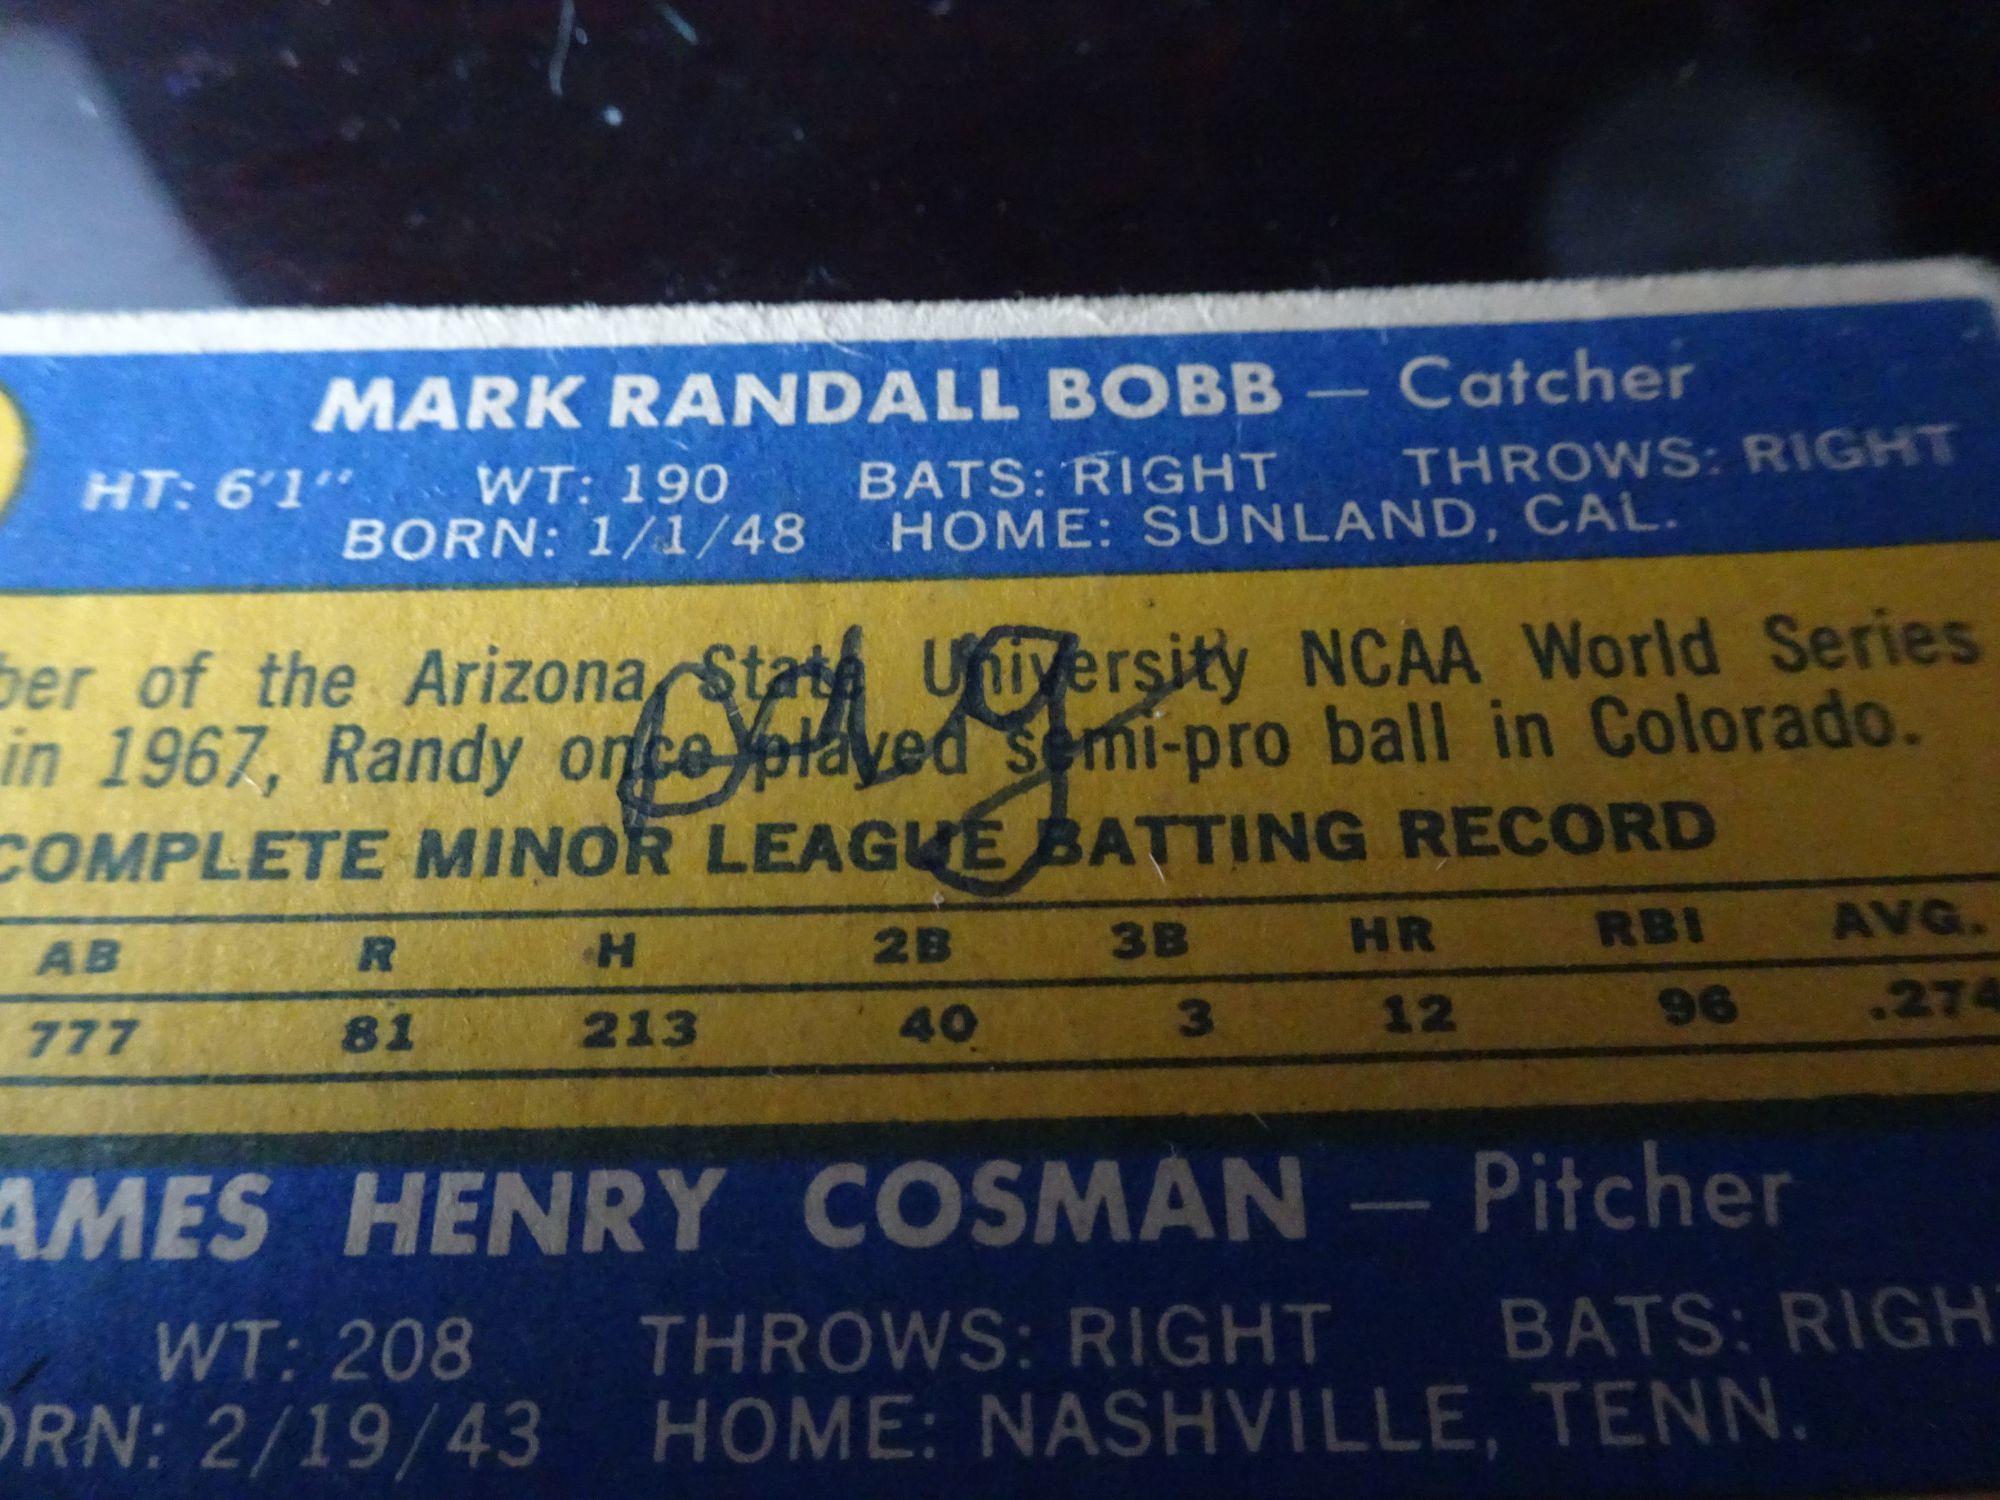 MARK RANDALL BOBB — Catcher
HT: 6'1" WT: 190 BATS: RIGHT THROWS: RIGHT
BORN: 1/1/48 HOME: SUNLAND, CAL.
ber of the Arizona State University NCAA World Series
in 1967, Randy once played semi-pro ball in Colorado.
COMPLETE MINOR LEAGUE BATTING RECORD
AB R H 2B 3B HR RBI AVG.
777 81 213 40 3 12 96 .274
AMES HENRY COSMAN — Pitcher
WT: 208 THROWS: RIGHT BATS: RIGHT
ORN: 2/19/43 HOME: NASHVILLE, TENN.